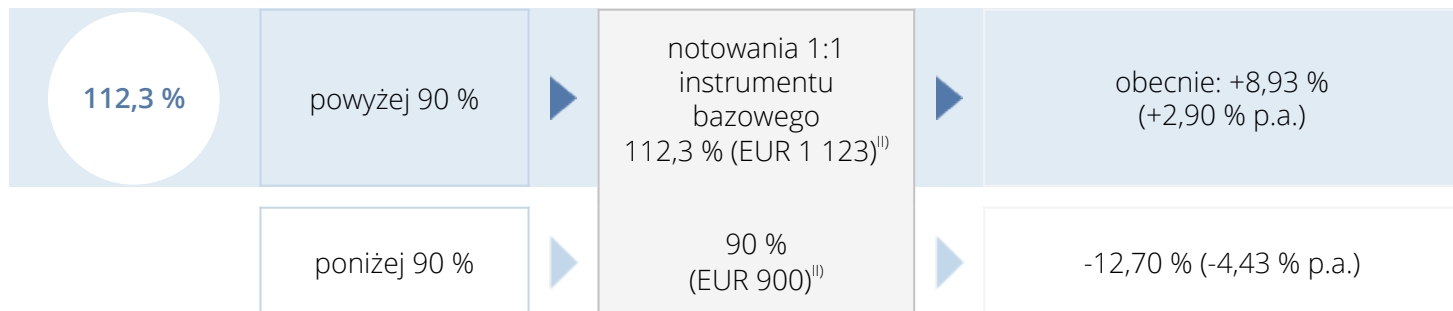 112,3 %
powyżej 90 %
notowania 1:1
instrumentu
bazowego
112,3 % (EUR 1 123)II)
obecnie: +8,93 %
(+2,90 % p.a.)
poniżej 90 %
90 %
(EUR 900)II)
-12,70 % (-4,43 % p.a.)